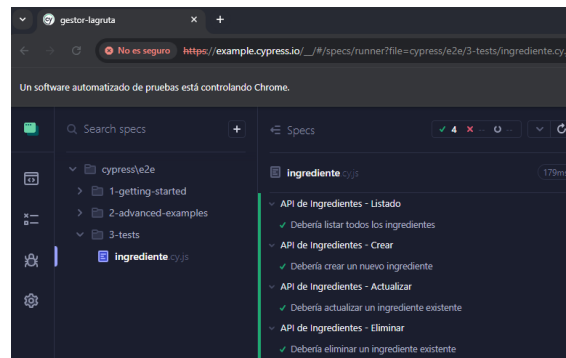 gestor-lagruta
No es seguro https://example.cypress.io/__/#/specs/runner?file=cypress/e2e/3-tests/ingrediente.cy.
Un software automatizado de pruebas está controlando Chrome.
Search specs
+
cypress\e2e
1-getting-started
2-advanced-examples
3-tests
ingrediente.cy.js
Specs
4 -- --
ingrediente.cy.js 179ms
API de Ingredientes - Listado
Debería listar todos los ingredientes
API de Ingredientes - Crear
Debería crear un nuevo ingrediente
API de Ingredientes - Actualizar
Debería actualizar un ingrediente existente
API de Ingredientes - Eliminar
Debería eliminar un ingrediente existente